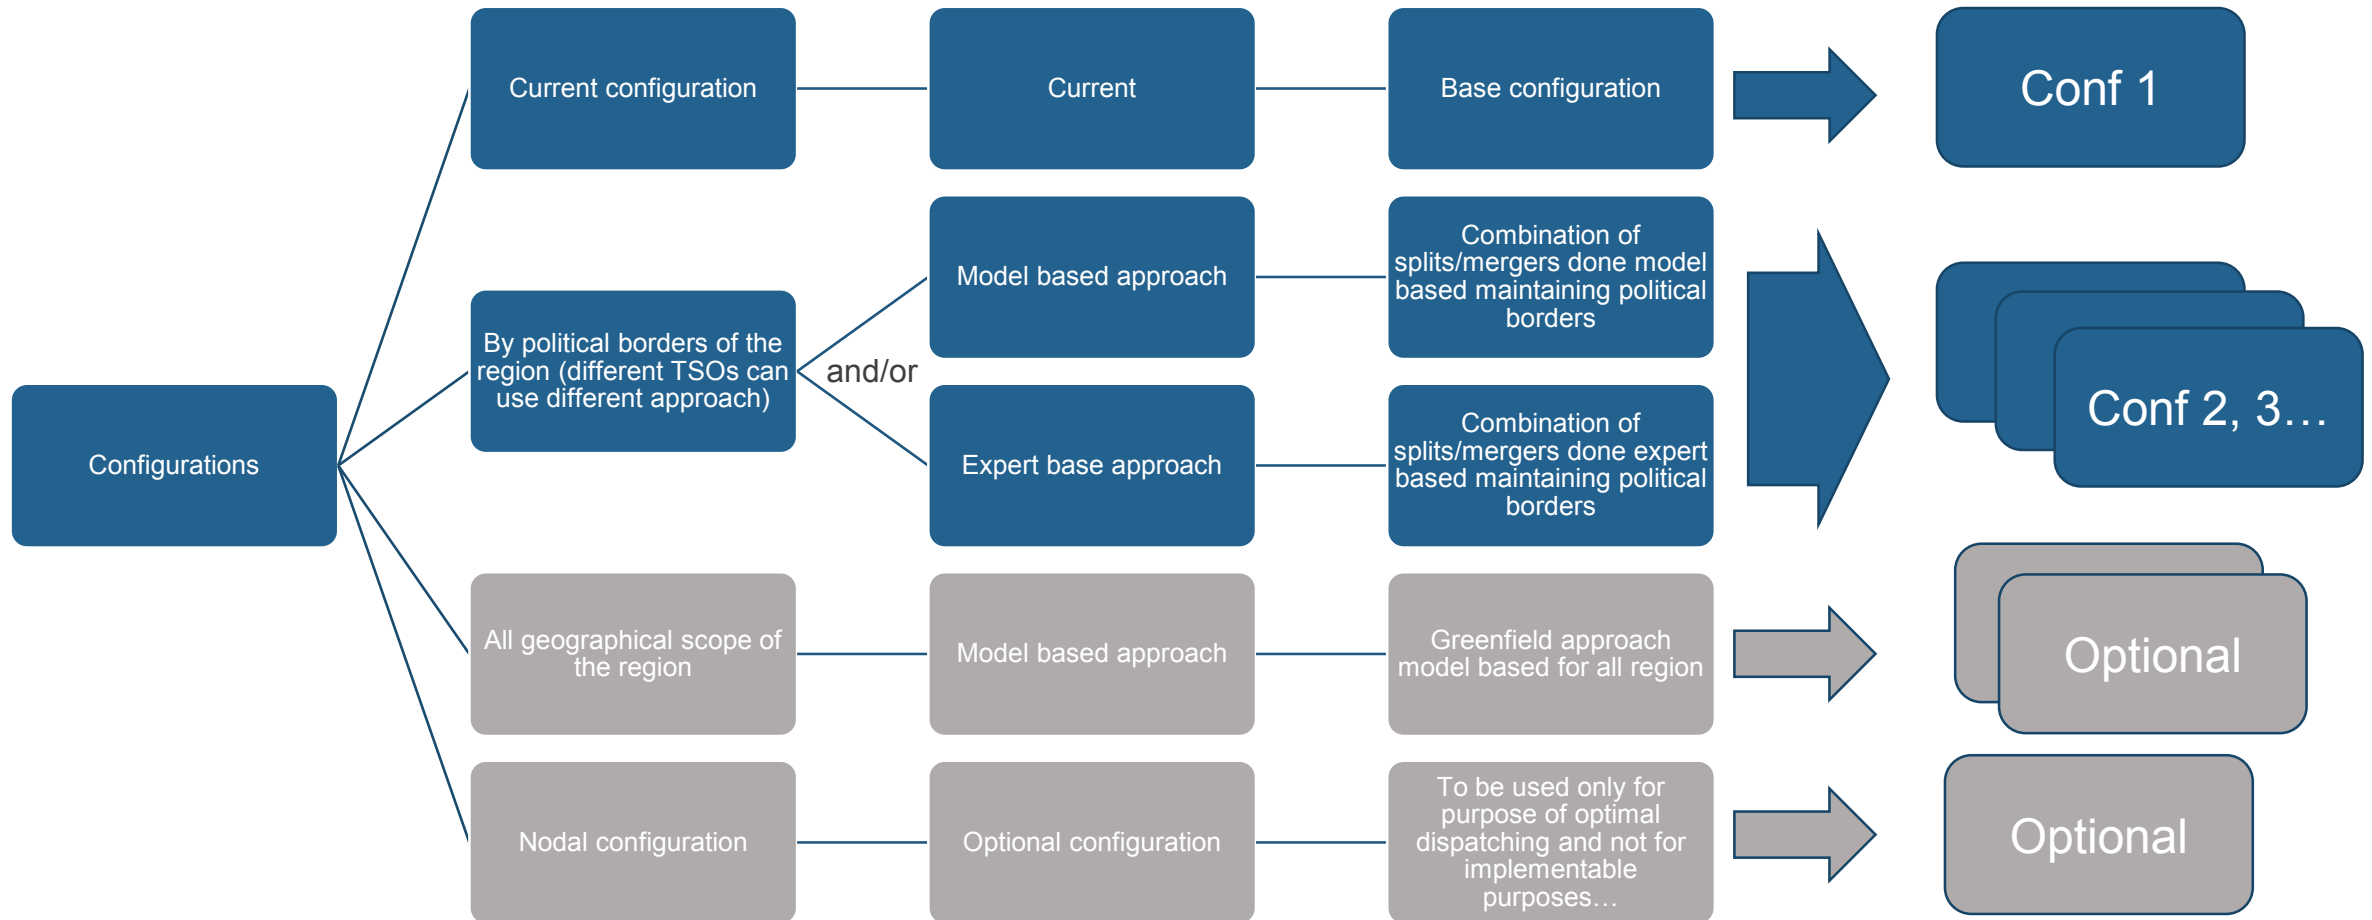 Current configuration
Current
Base configuration
Conf 1
Configurations
By political borders of the
region (different TSOs can
use different approach)
and/or
Model based approach
Combination of
splits/mergers done model
based maintaining political
borders
Expert base approach
Combination of
splits/mergers done expert
based maintaining political
borders
Conf 2, 3…
All geographical scope of
the region
Model based approach
Greenfield approach
model based for all region
Optional
Nodal configuration
Optional configuration
To be used only for
purpose of optimal
dispatching and not for
implementable
purposes…
Optional